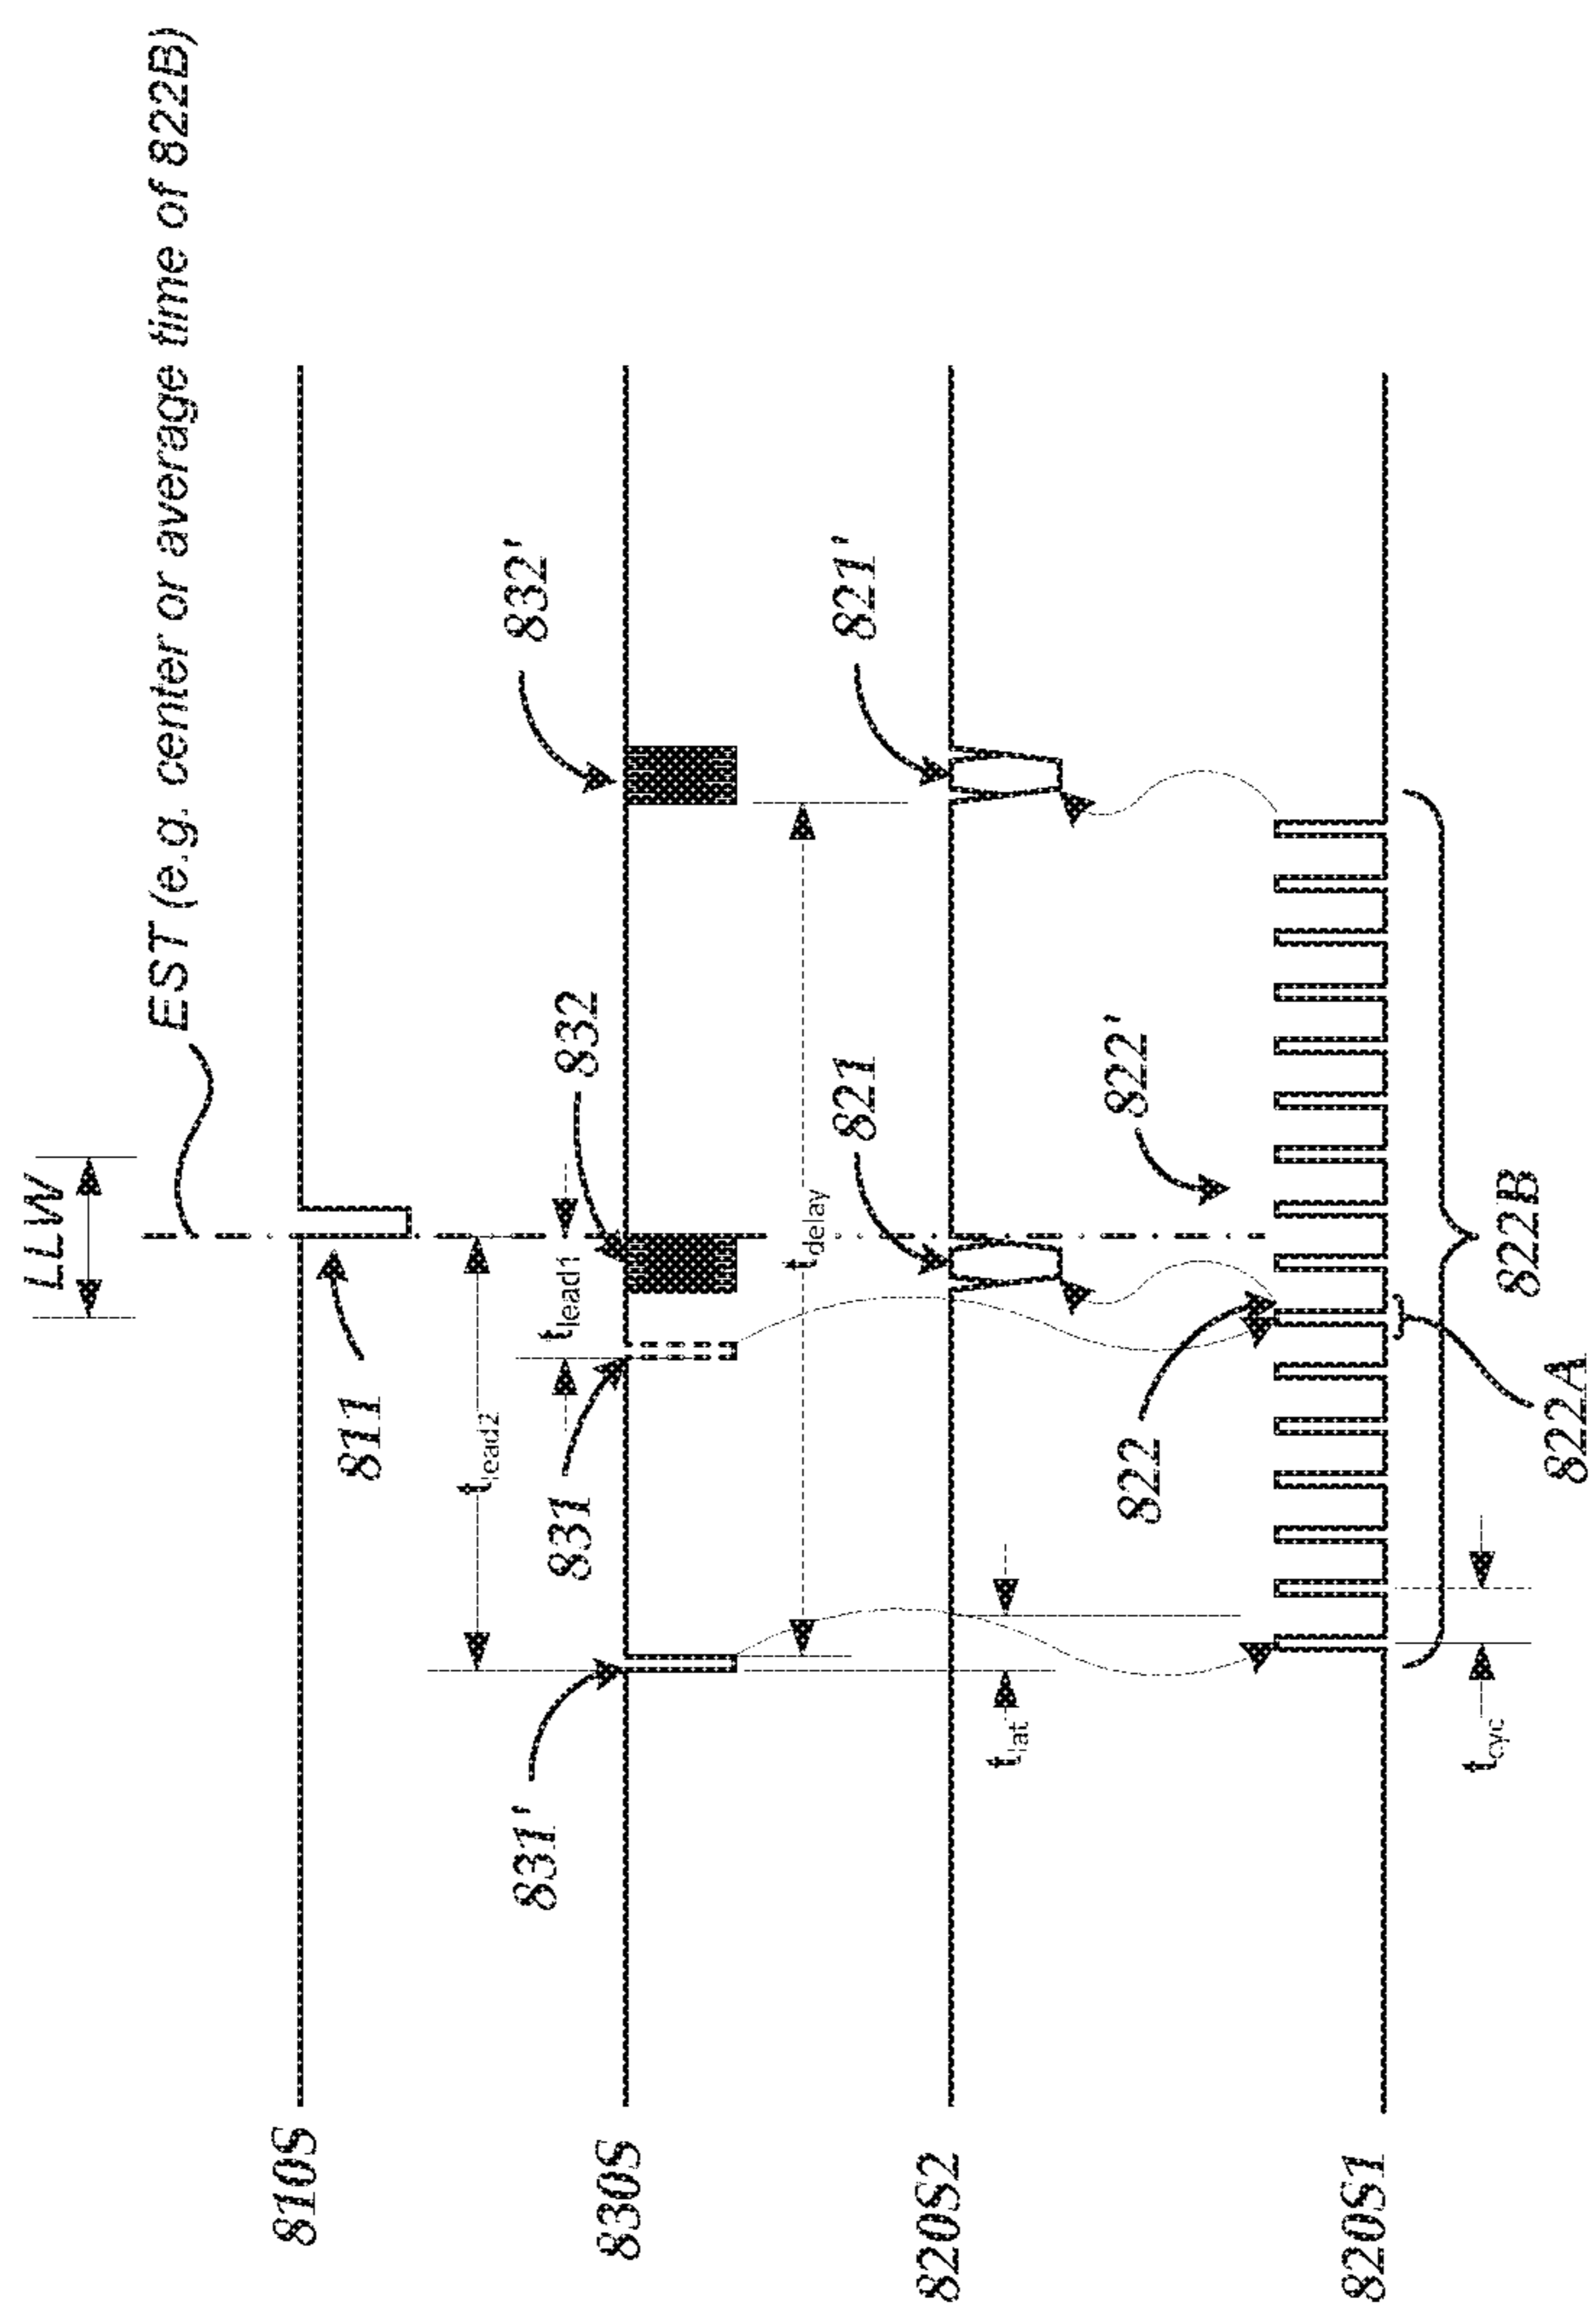 LLW
EST (e.g. center or average time of 822B)
810S
811
tlead2
831'
831
tlead1
832
832'
830S
tdelay
821
821'
820S2
tlat
822
822'
820S1
tcyc
822A
822B